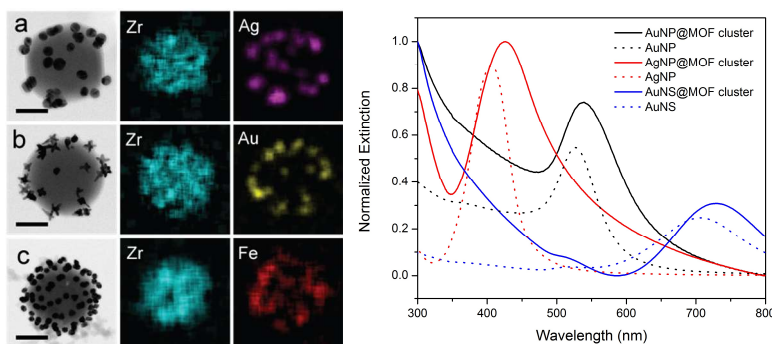 a Zr Ag
b Zr Au
c Zr Fe
AuNP@MOF cluster
AuNP
AgNP@MOF cluster
AgNP
AuNS@MOF cluster
AuNS
Normalized Extinction
1.0
0.8
0.6
0.4
0.2
0.0
300 400 500 600 700 800
Wavelength (nm)